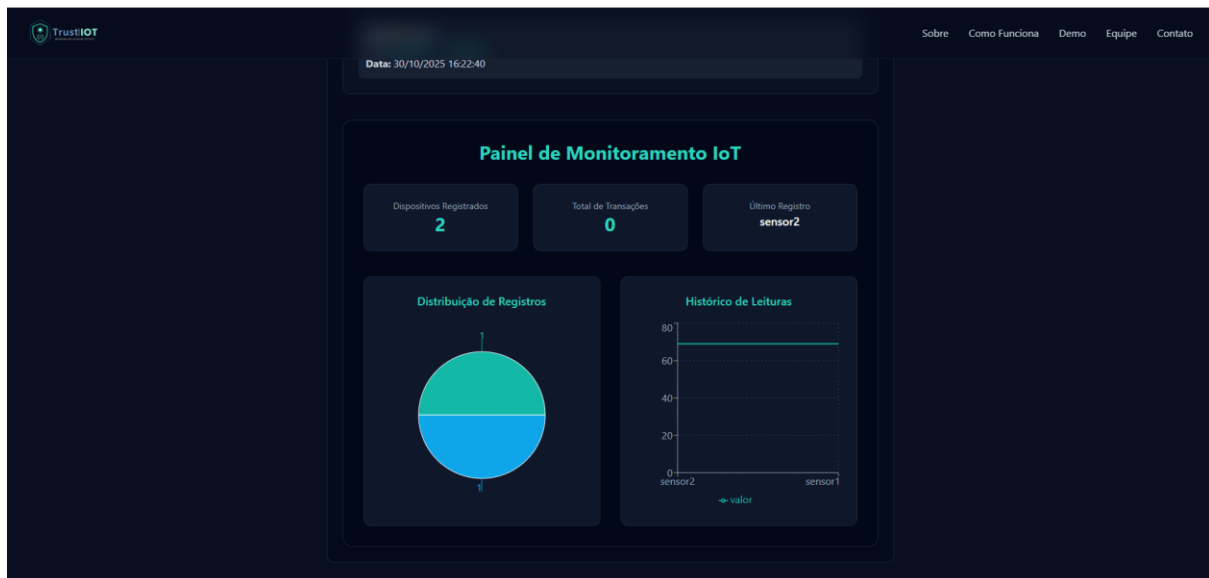 TrustIIOT
Sobre
Como Funciona
Demo
Equipe
Contato
Data: 30/10/2025 16:22:40
Painel de Monitoramento IoT
Dispositivos Registrados
2
Total de Transações
0
Último Registro
sensor2
Distribuição de Registros
1
1
Histórico de Leituras
80
60
40
20
0
sensor2
sensor1
valor